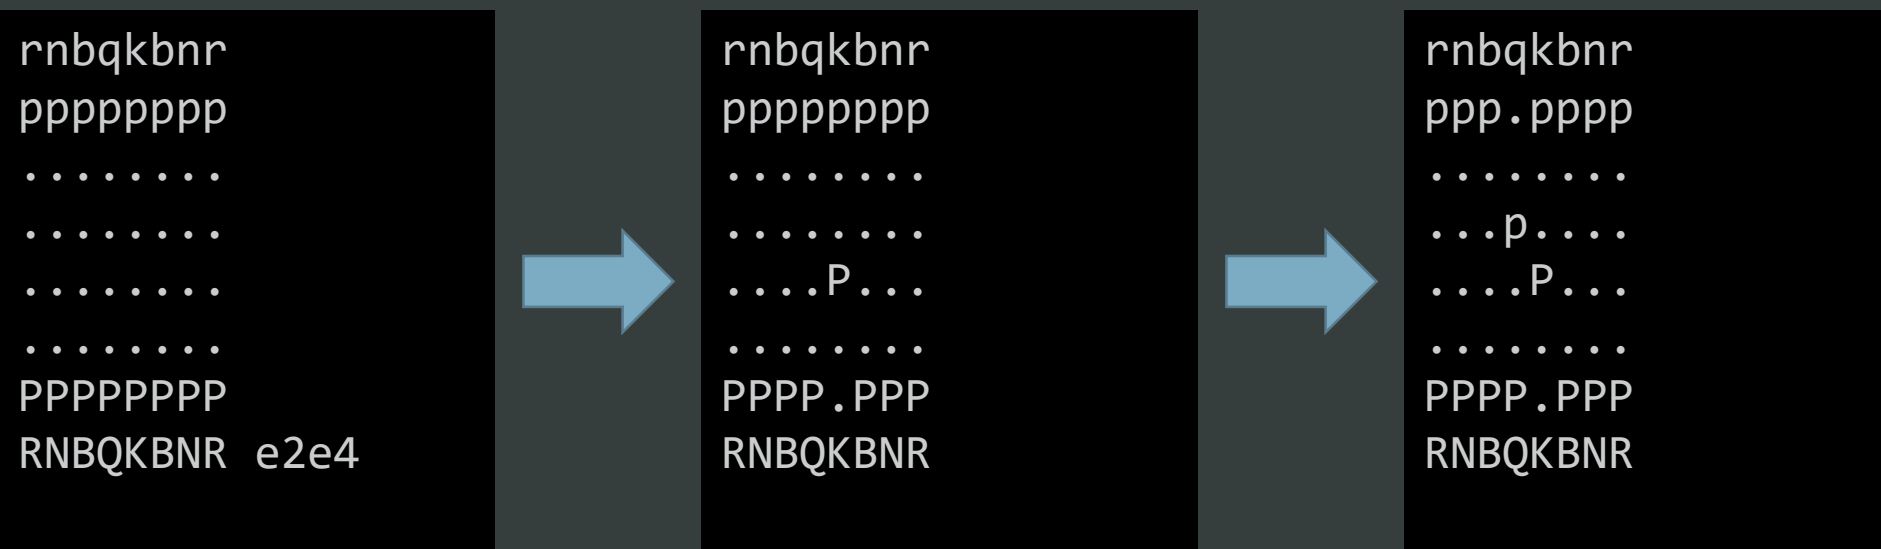 rnbqkbnr
pppppppp
........
........
........
........
PPPPPPPP
RNBQKBNR e2e4
rnbqkbnr
pppppppp
........
........
....P...
........
PPPP.PPP
RNBQKBNR
rnbqkbnr
ppp.pppp
........
...p....
....P...
........
PPPP.PPP
RNBQKBNR